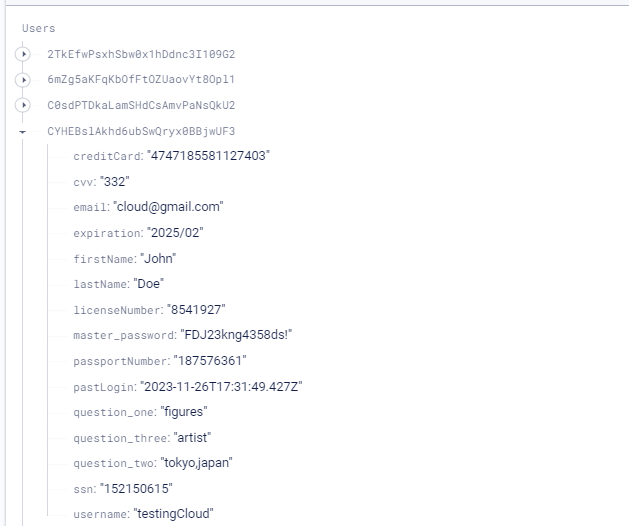 Users
2TkEfwPsxhSbw0x1hDdnc3I109G2
6mZg5aKFqKbOfFtOZUaovYt8Opl1
C0sdPTDkaLamSHdCsAmvPaNsQkU2
CYHEBslAkhd6ubSwQryx0BBjwUF3
creditCard: "4747185581127403"
cvv: "332"
email: "cloud@gmail.com"
expiration: "2025/02"
firstName: "John"
lastName: "Doe"
licenseNumber: "8541927"
master_password: "FDJ23kng4358ds!"
passportNumber: "187576361"
pastLogin: "2023-11-26T17:31:49.427Z"
question_one: "figures"
question_three: "artist"
question_two: "tokyo,japan"
ssn: "152150615"
username: "testingCloud"